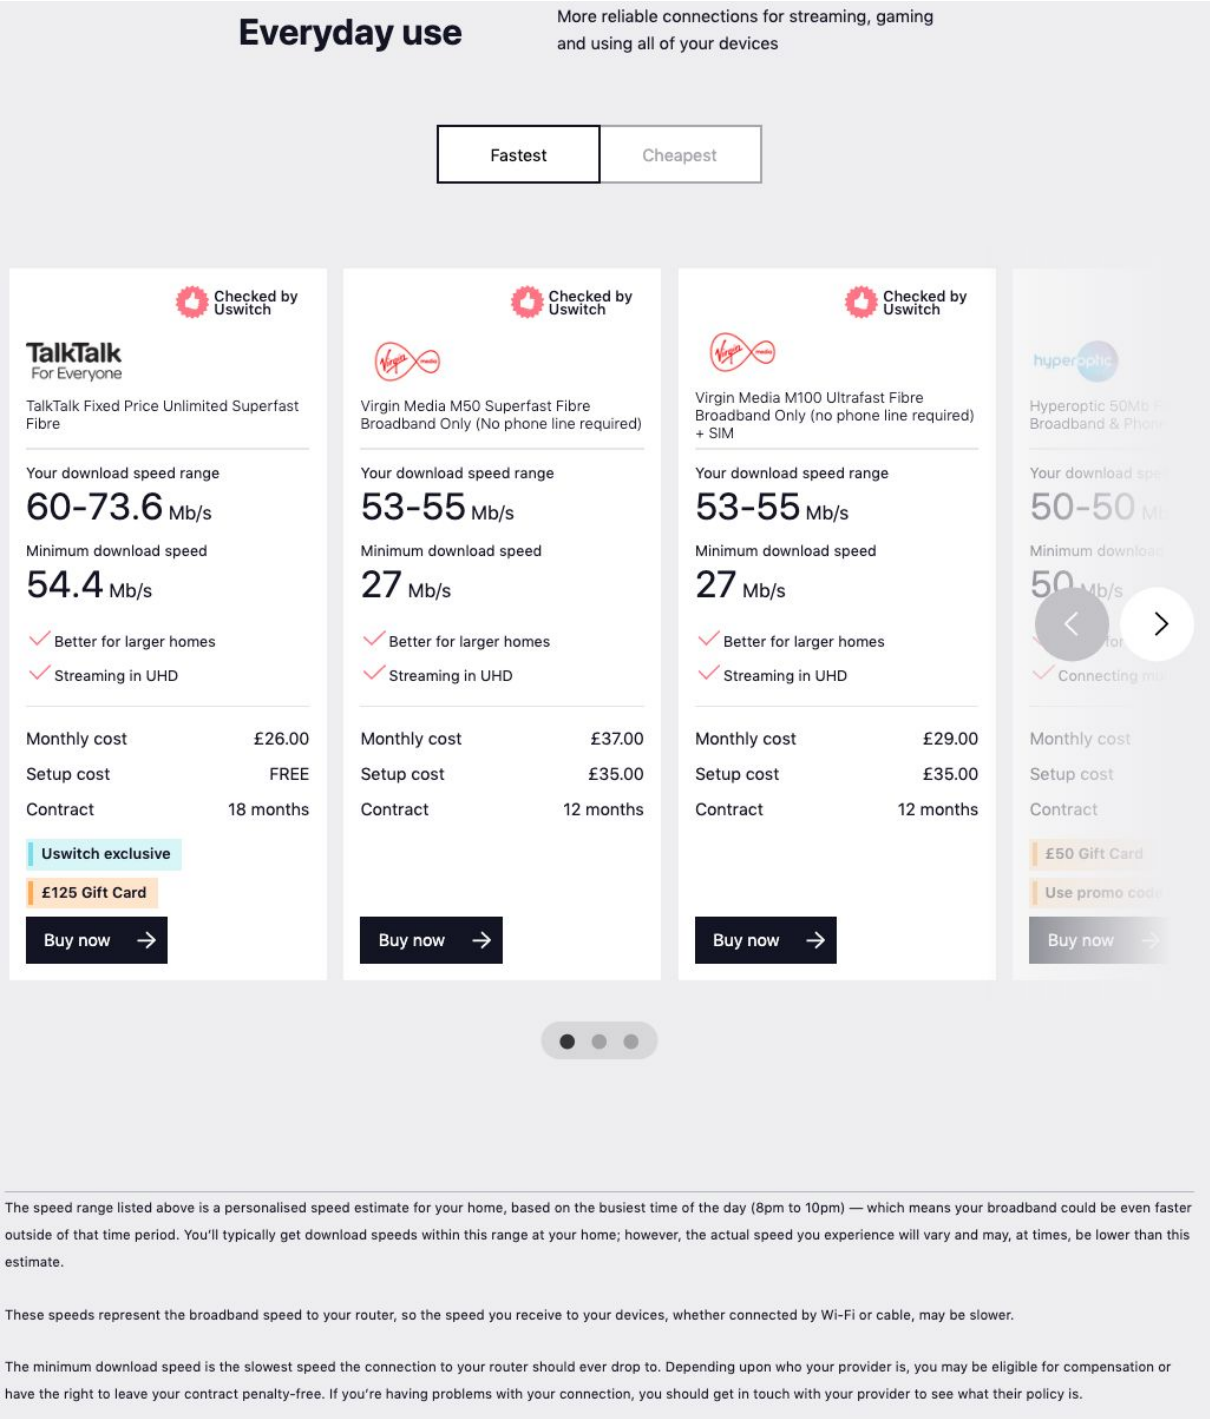 Everyday use
More reliable connections for streaming, gaming
and using all of your devices
Fastest
Cheapest
Checked by
Uswitch
TalkTalk
For Everyone
TalkTalk Fixed Price Unlimited Superfast
Fibre
Your download speed range
60-73.6 Mb/s
Minimum download speed
54.4 Mb/s
Better for larger homes
Streaming in UHD
Monthly cost £26.00
Setup cost FREE
Contract 18 months
Uswitch exclusive
£125 Gift Card
Buy now
Checked by
Uswitch
Virgin
media
Virgin Media M50 Superfast Fibre
Broadband Only (No phone line required)
Your download speed range
53-55 Mb/s
Minimum download speed
27 Mb/s
Better for larger homes
Streaming in UHD
Monthly cost £37.00
Setup cost £35.00
Contract 12 months
Buy now
Checked by
Uswitch
Virgin
media
Virgin Media M100 Ultrafast Fibre
Broadband Only (no phone line required)
+ SIM
Your download speed range
53-55 Mb/s
Minimum download speed
27 Mb/s
Better for larger homes
Streaming in UHD
Monthly cost £29.00
Setup cost £35.00
Contract 12 months
Buy now
hyperoptic
Hyperoptic 50Mb
Broadband &
Your download
50-50
Minimum
50 Mb/s
for
Connecting
Monthly cost
Setup cost
Contract
£50 Gift Card
Use promo code
Buy now
The speed range listed above is a personalised speed estimate for your home, based on the busiest time of the day (8pm to 10pm) — which means your broadband could be even faster
outside of that time period. You'll typically get download speeds within this range at your home; however, the actual speed you experience will vary and may, at times, be lower than this
estimate.
These speeds represent the broadband speed to your router, so the speed you receive to your devices, whether connected by Wi-Fi or cable, may be slower.
The minimum download speed is the slowest speed the connection to your router should ever drop to. Depending upon who your provider is, you may be eligible for compensation or
have the right to leave your contract penalty-free. If you're having problems with your connection, you should get in touch with your provider to see what their policy is.